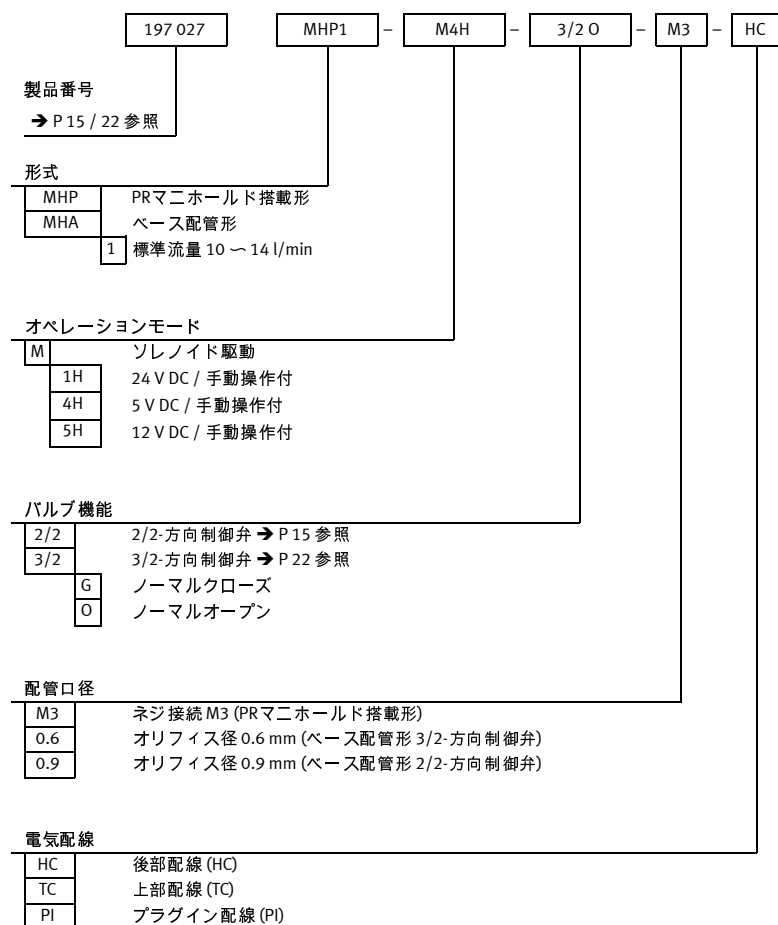 197 027 MHP1 – M4H – 3/2 O – M3 – HC
製品番号
➔ P 15 / 22 参照
形式
MHP PRマニホールド搭載形
MHA ベース配管形
1 標準流量 10 〜 14 l/min
オペレーションモード
M ソレノイド駆動
1H 24 V DC / 手動操作付
4H 5 V DC / 手動操作付
5H 12 V DC / 手動操作付
バルブ機能
2/2 2/2-方向制御弁 ➔ P 15 参照
3/2 3/2-方向制御弁 ➔ P 22 参照
G ノーマルクローズ
O ノーマルオープン
配管口径
M3 ネジ接続 M3 (PRマニホールド搭載形)
0.6 オリフィス径 0.6 mm (ベース配管形 3/2-方向制御弁)
0.9 オリフィス径 0.9 mm (ベース配管形 2/2-方向制御弁)
電気配線
HC 後部配線 (HC)
TC 上部配線 (TC)
PI プラグイン配線 (PI)